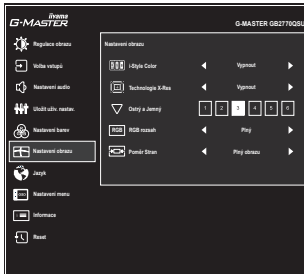 iiyama
G-MASTER
G-MASTER GB2770QSU
Regulace obrazu
Volba vstupů
Nastavení audio
Uložit uživ. nastav.
Nastavení barev
Nastavení obrazu
Jazyk
Nastavení menu
Informace
Reset
Nastavení obrazu
i-Style Color
Vypnout
Technologie X-Res
Vypnout
Ostrý a Jemný
1 2 3 4 5 6
RGB
RGB rozsah
Plný
Poměr Stran
Plný obrazu
OSD